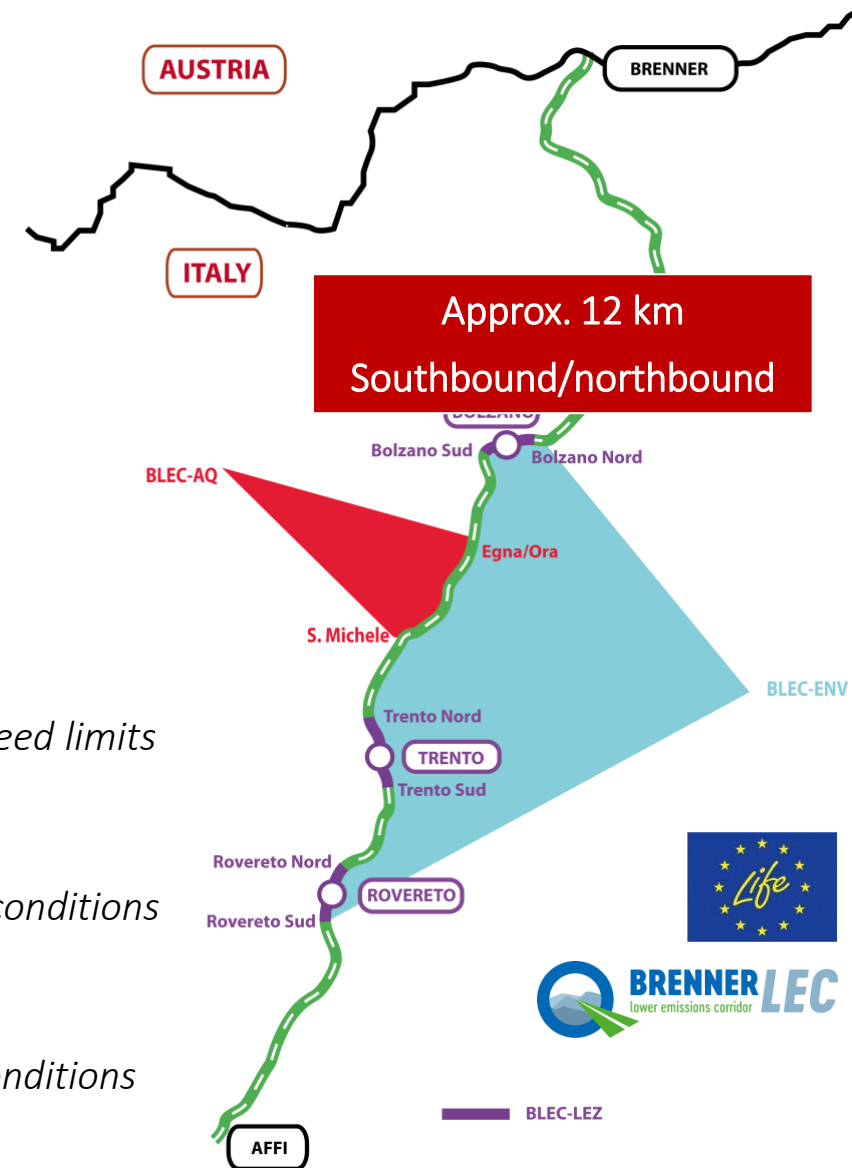 AUSTRIA
BRENNER
ITALY
Approx. 12 km
Southbound/northbound
BOLZANO
Bolzano Sud
Bolzano Nord
BLEC-AQ
Egna/Ora
S. Michele
BLEC-ENV
Trento Nord
eed limits
TRENTO
Trento Sud
Rovereto Nord
Life
ROVERETO
conditions
Rovereto Sud
BRENNER LEC
lower emissions corridor
nditions
BLEC-LEZ
AFFI